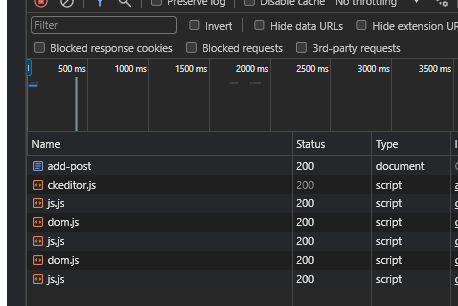 Preserve log Disable cache No throttling
Filter Invert Hide data URLs Hide extension UR
Blocked response cookies Blocked requests 3rd-party requests
500 ms 1000 ms 1500 ms 2000 ms 2500 ms 3000 ms 3500 ms
Name Status Type
add-post 200 document
ckeditor.js 200 script
js.js 200 script
dom.js 200 script
js.js 200 script
dom.js 200 script
js.js 200 script